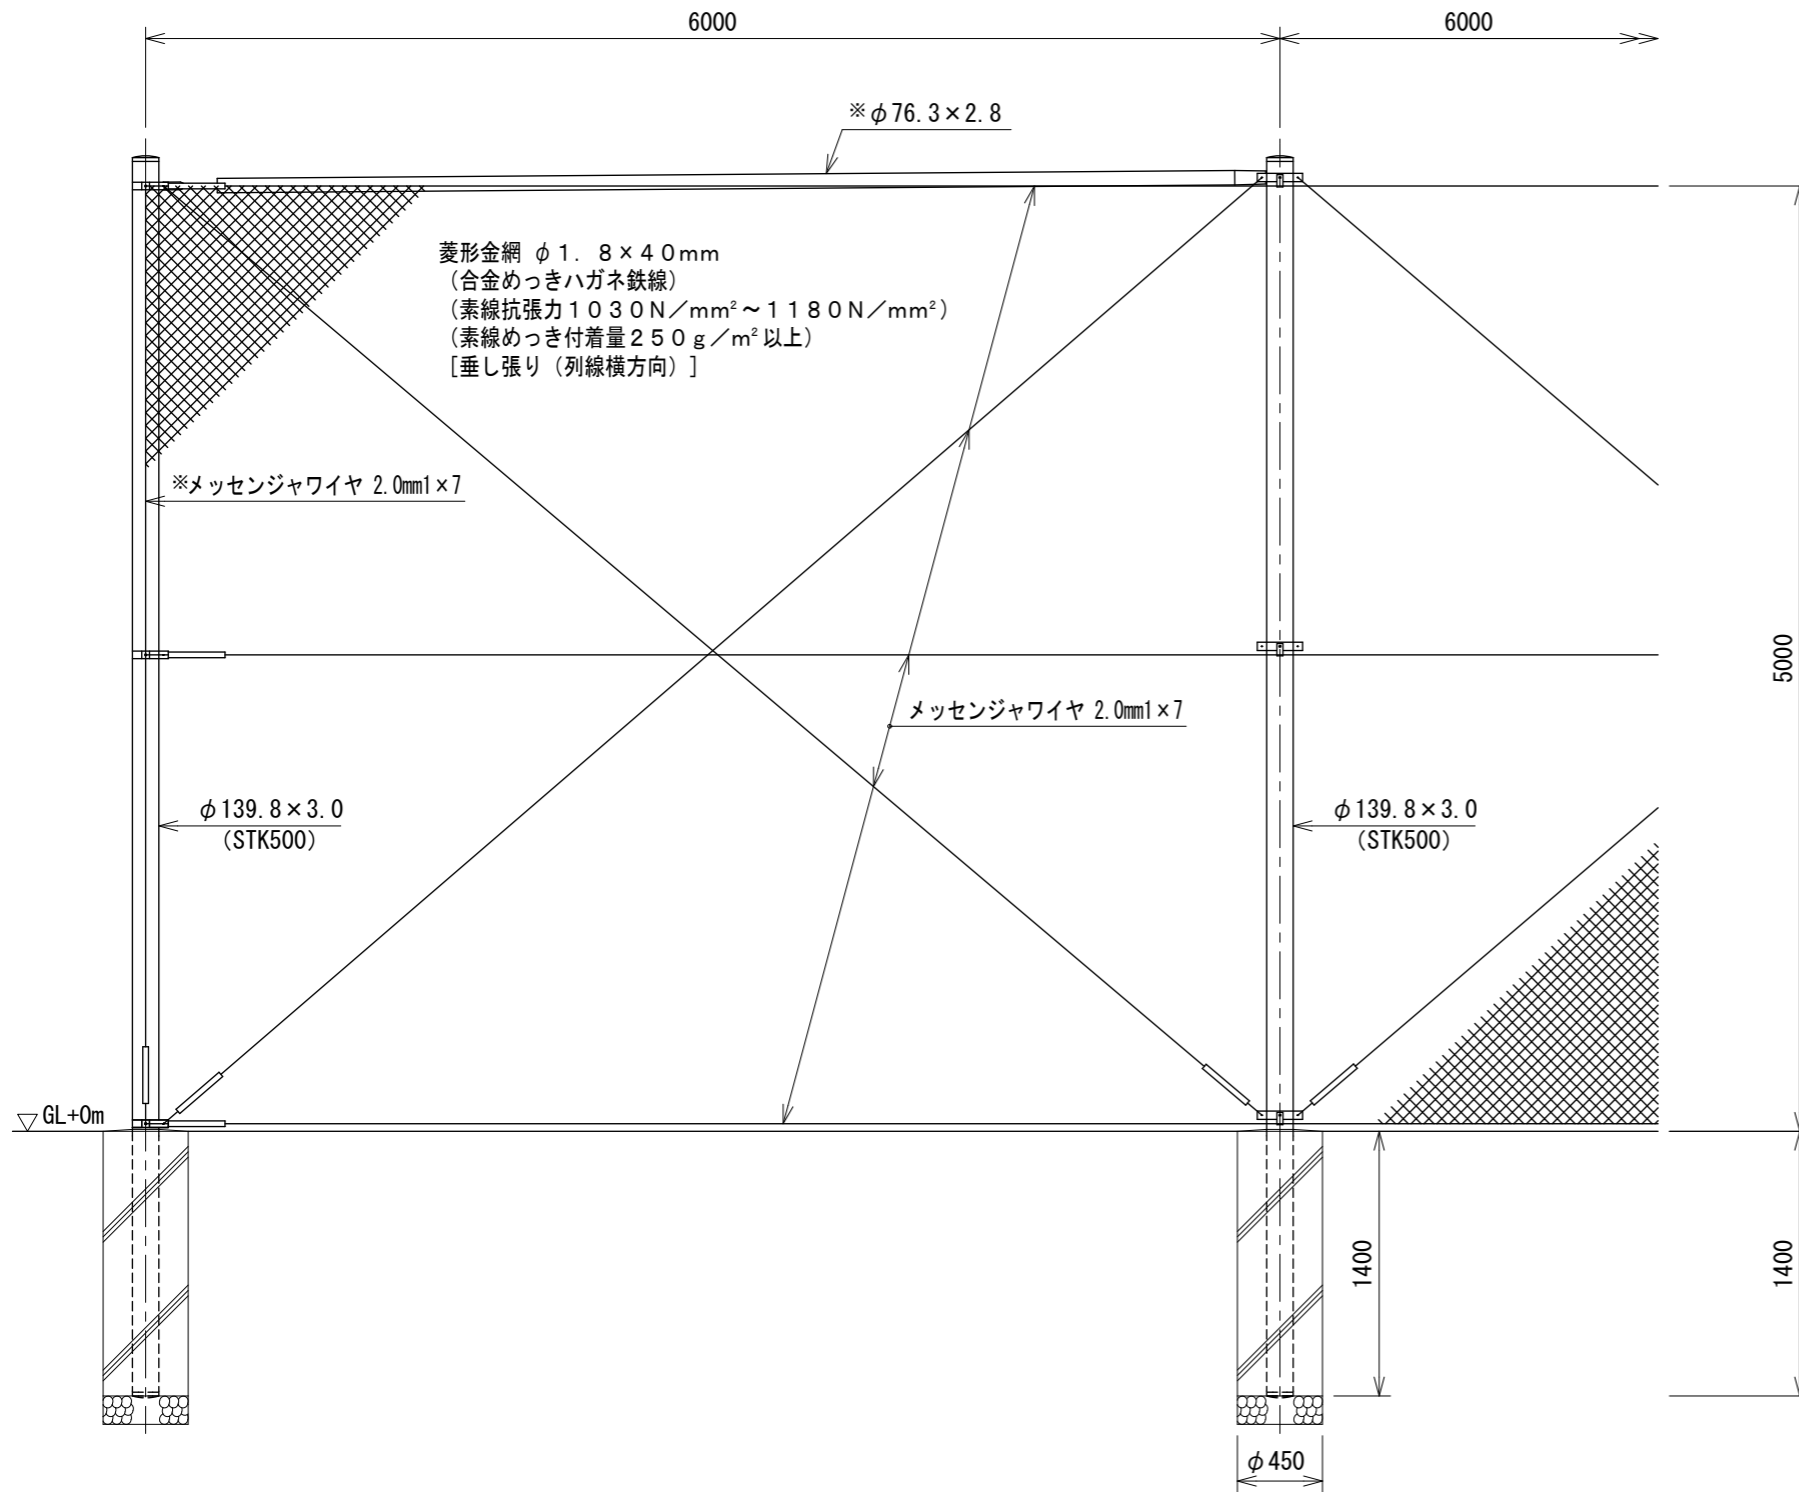 6000
6000
※φ76.3×2.8
菱形金網 φ1.8×40mm
(合金めっきハガネ鉄線)
(素線抗張力1030N/mm²～1180N/mm²)
(素線めっき付着量250g/m²以上)
[垂し張り（列線横方向）]
※メッセンジャワイヤ 2.0mm1×7
5000
メッセンジャワイヤ 2.0mm1×7
φ139.8×3.0
(STK500)
φ139.8×3.0
(STK500)
GL+0m
1400
1400
φ450